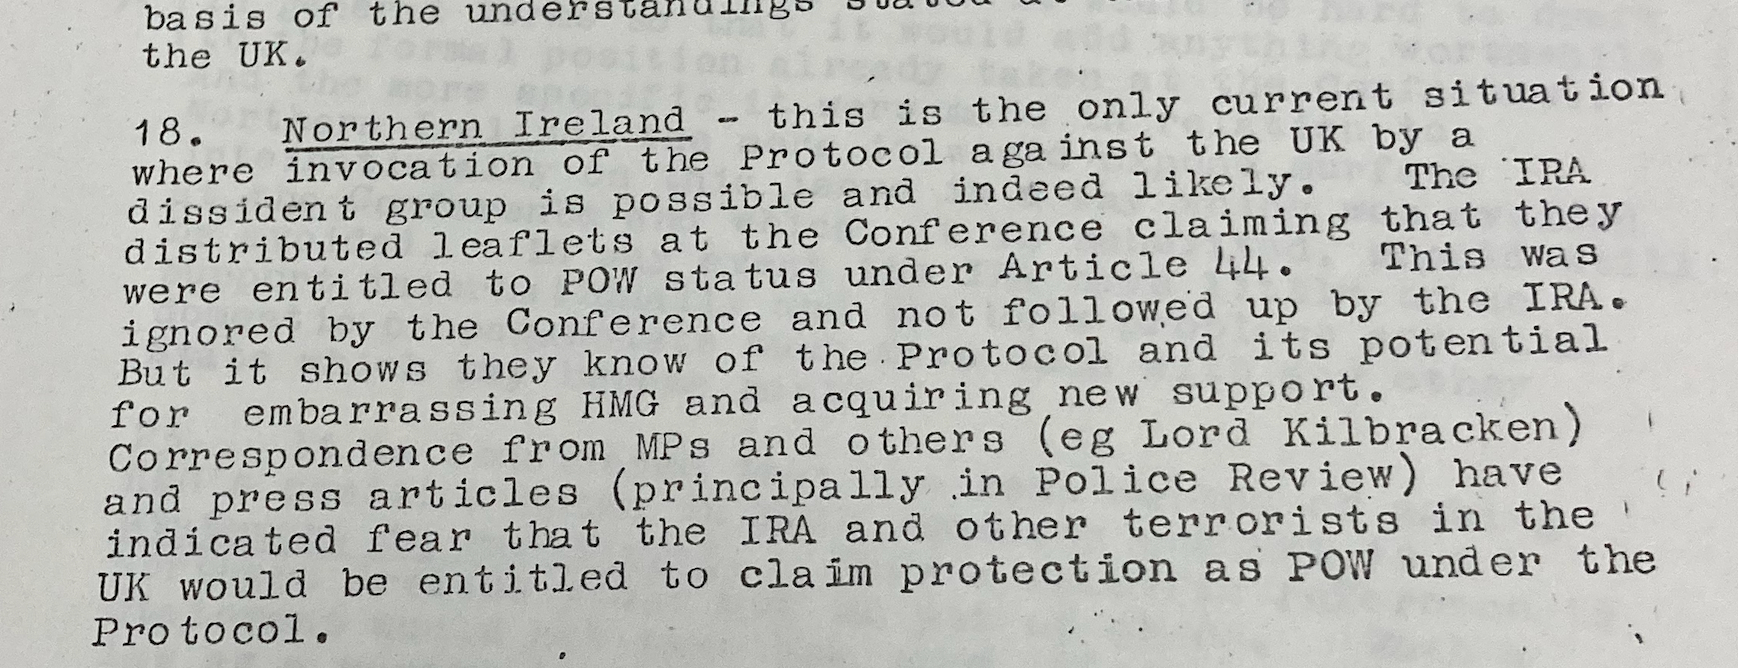 basis of the understandings stated
the UK.
18. Northern Ireland - this is the only current situation
where invocation of the Protocol against the UK by a
dissident group is possible and indeed likely. The IRA
distributed leaflets at the Conference claiming that they
were entitled to POW status under Article 44. This was
ignored by the Conference and not followed up by the IRA.
But it shows they know of the Protocol and its potential
for embarrassing HMG and acquiring new support.
Correspondence from MPs and others (eg Lord Kilbracken)
and press articles (principally in Police Review) have
indicated fear that the IRA and other terrorists in the
UK would be entitled to claim protection as POW under the
Protocol.